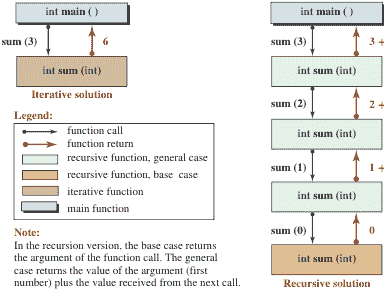 int main ( )
sum (3)
6
int sum (int)
Iterative solution
Legend:
function call
function return
recursive function, general case
recursive function, base case
iterative function
main function
Note:
In the recursion version, the base case returns
the argument of the function call. The general
case returns the value of the argument (first
number) plus the value received from the next call.
int main ( )
sum (3)
3 +
int sum (int)
sum (2)
2 +
int sum (int)
sum (1)
1 +
int sum (int)
sum (0)
0
int sum (int)
Recursive solution